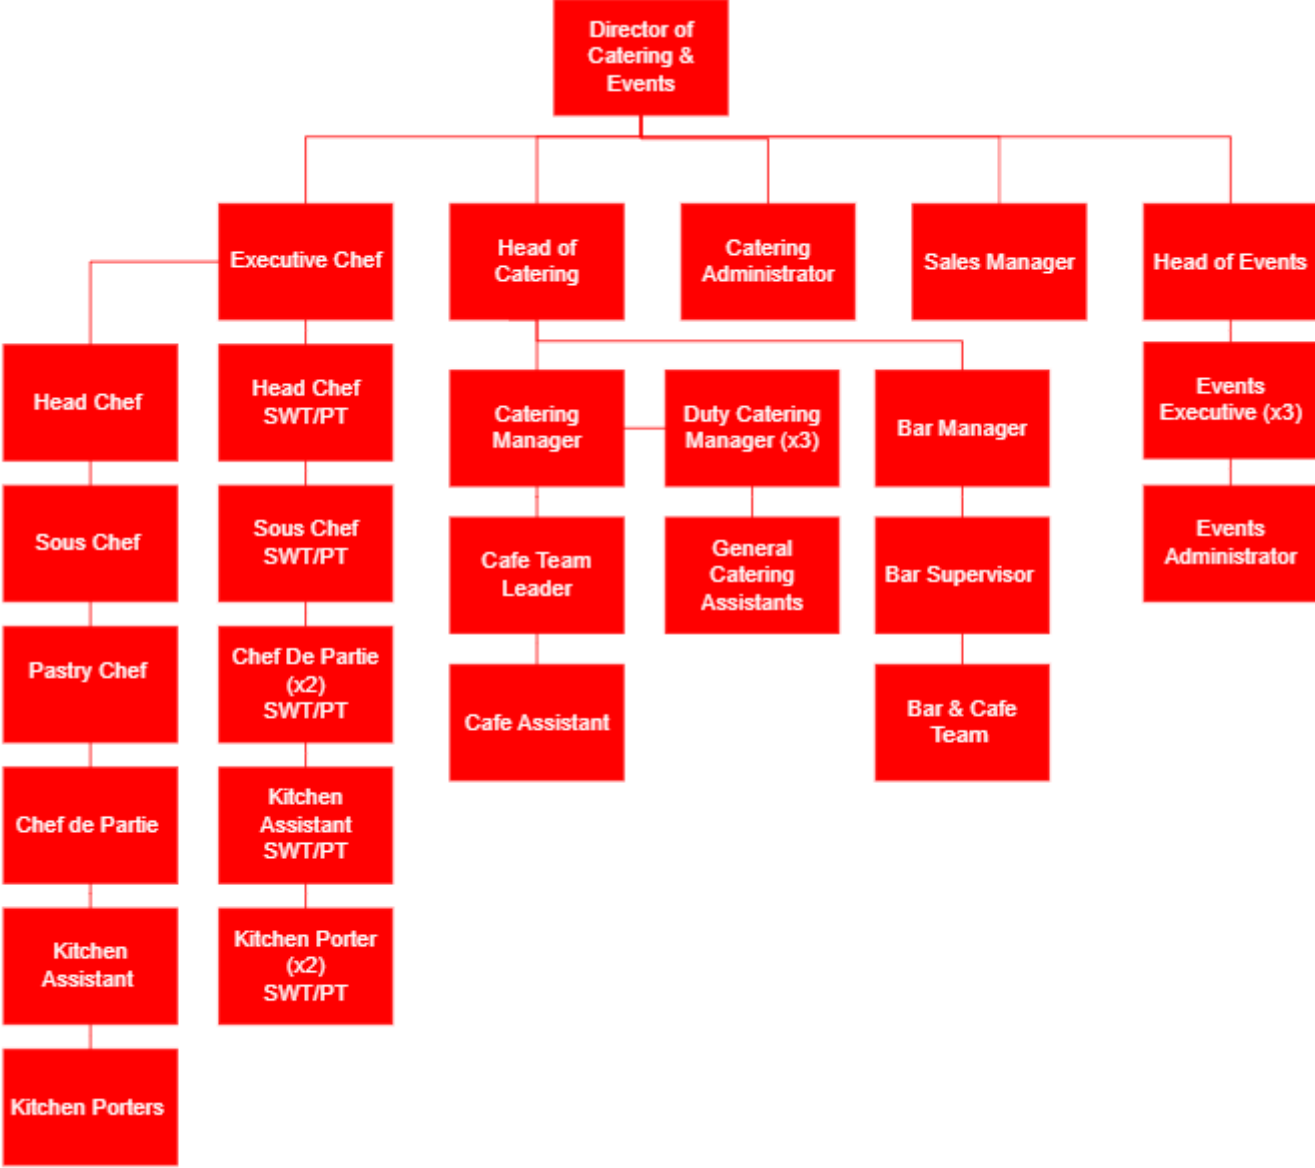 Director of
Catering &
Events
Executive Chef
Head of
Catering
Catering
Administrator
Sales Manager
Head of Events
Head Chef
Head Chef
SWT/PT
Catering
Manager
Duty Catering
Manager (x3)
Bar Manager
Events
Executive (x3)
Sous Chef
Sous Chef
SWT/PT
Cafe Team
Leader
General
Catering
Assistants
Bar Supervisor
Events
Administrator
Pastry Chef
Chef De Partie
(x2)
SWT/PT
Cafe Assistant
Bar & Cafe
Team
Chef de Partie
Kitchen
Assistant
SWT/PT
Kitchen
Assistant
Kitchen Porter
(x2)
SWT/PT
Kitchen Porters